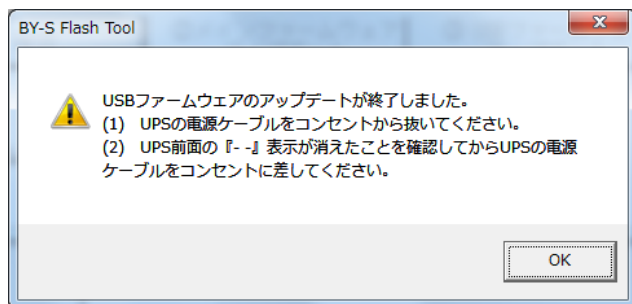 BY-S Flash Tool
USBファームウェアのアップデートが終了しました。
(1) UPSの電源ケーブルをコンセントから抜いてください。
(2) UPS前面の『- -』表示が消えたことを確認してからUPSの電源
ケーブルをコンセントに差してください。
OK